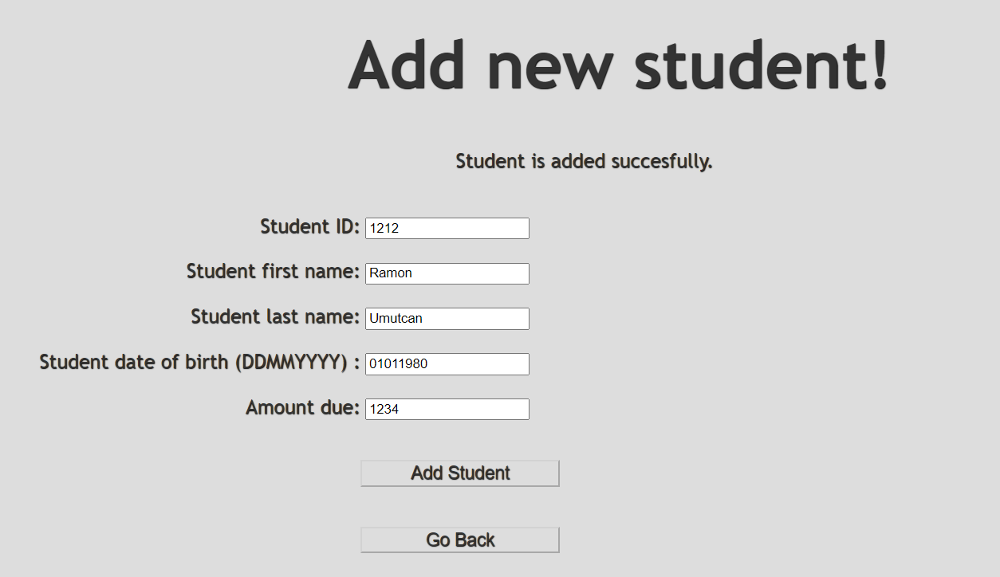 Add new student!
Student is added succesfully.
Student ID: 1212
Student first name: Ramon
Student last name: Umutcan
Student date of birth (DDMMYYYY) : 01011980
Amount due: 1234
Add Student
Go Back